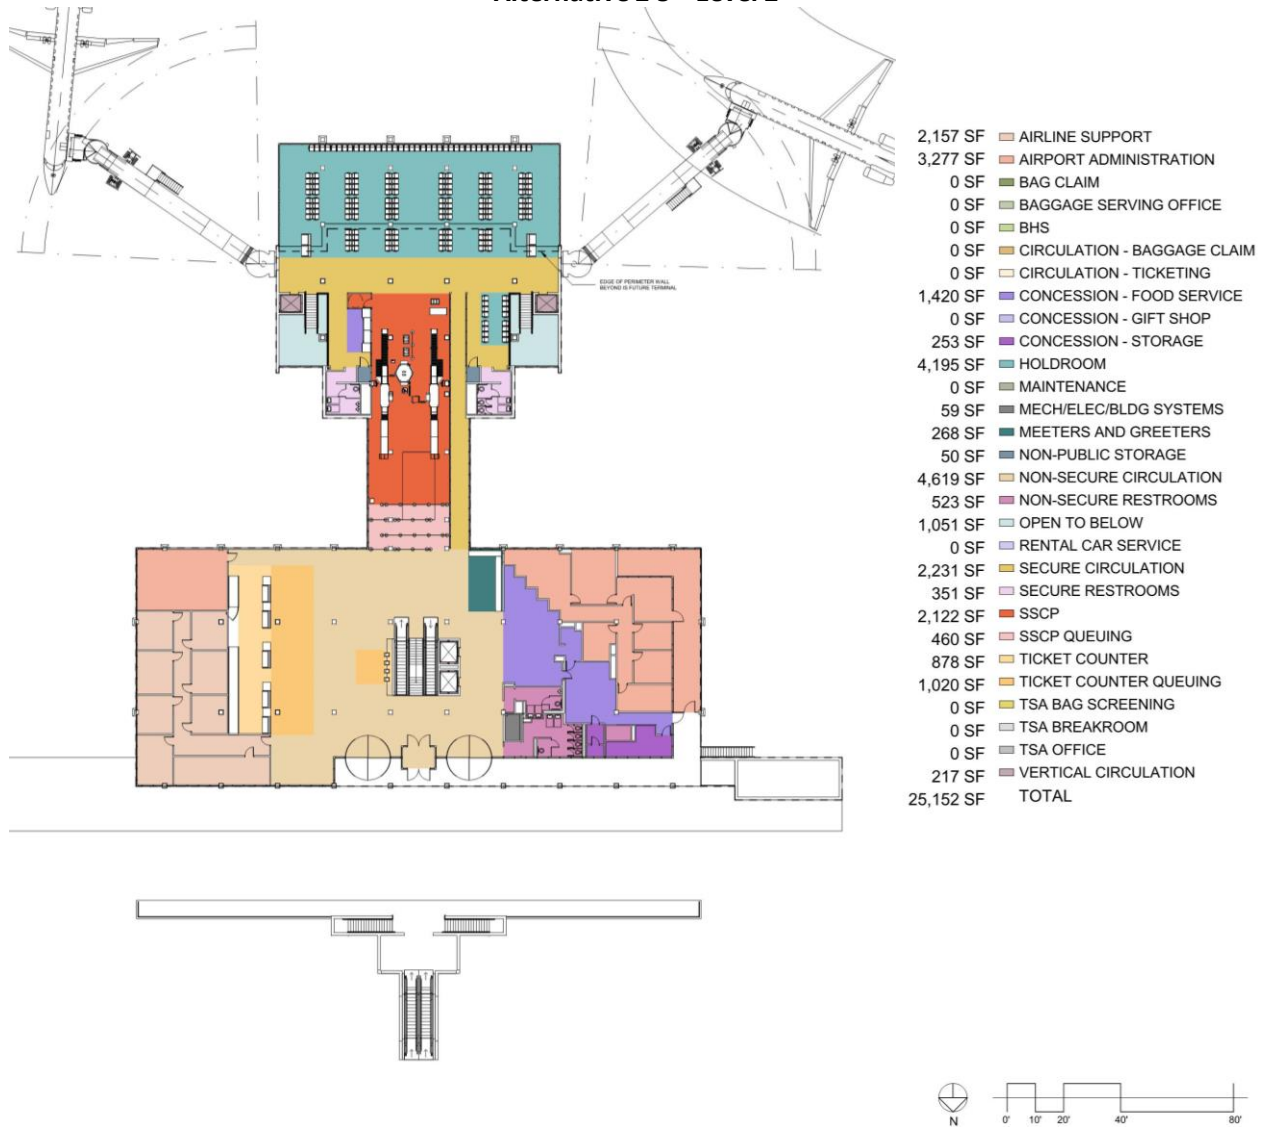 EDGE OF PERIMETER WALL
BEYOND IS FUTURE TERMINAL
2,157 SF AIRLINE SUPPORT
3,277 SF AIRPORT ADMINISTRATION
0 SF BAG CLAIM
0 SF BAGGAGE SERVING OFFICE
0 SF BHS
0 SF CIRCULATION - BAGGAGE CLAIM
0 SF CIRCULATION - TICKETING
1,420 SF CONCESSION - FOOD SERVICE
0 SF CONCESSION - GIFT SHOP
253 SF CONCESSION - STORAGE
4,195 SF HOLDROOM
0 SF MAINTENANCE
59 SF MECH/ELEC/BLDG SYSTEMS
268 SF MEETERS AND GREETERS
50 SF NON-PUBLIC STORAGE
4,619 SF NON-SECURE CIRCULATION
523 SF NON-SECURE RESTROOMS
1,051 SF OPEN TO BELOW
0 SF RENTAL CAR SERVICE
2,231 SF SECURE CIRCULATION
351 SF SECURE RESTROOMS
2,122 SF SSCP
460 SF SSCP QUEUING
878 SF TICKET COUNTER
1,020 SF TICKET COUNTER QUEUING
0 SF TSA BAG SCREENING
0 SF TSA BREAKROOM
0 SF TSA OFFICE
217 SF VERTICAL CIRCULATION
25,152 SF TOTAL
N 0' 10' 20' 40' 80'